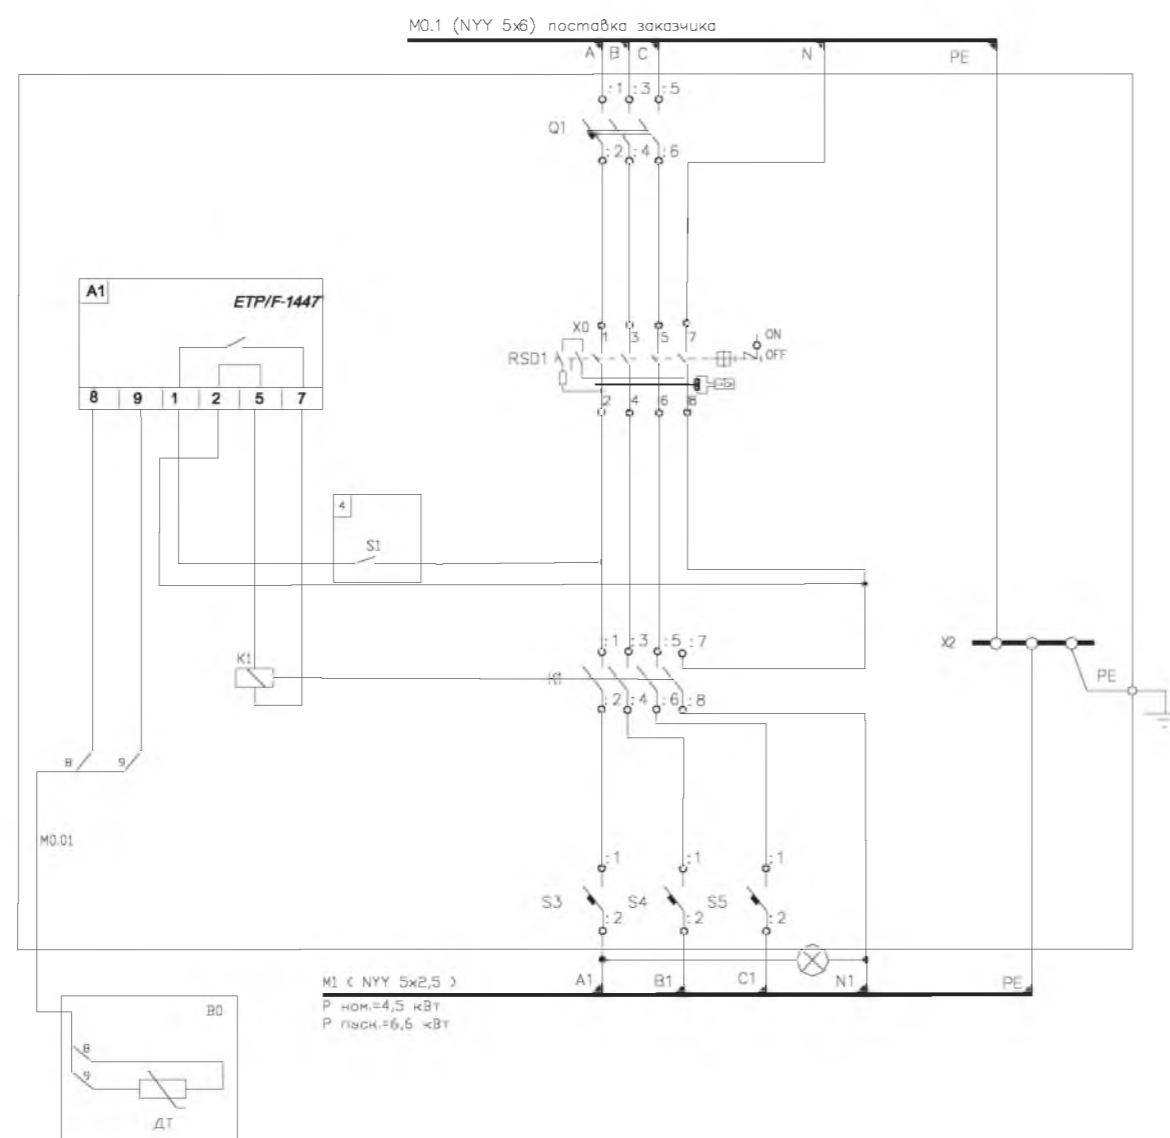 M0.1 (NYY 5x6) поставка заказчика
A B C N PE
:1 :3 :5
Q1
:2 :4 :6
A1
ETP/F-1447
X0 1 3 5 7 ON
RSD1 OFF
8 9 1 2 5 7
2 4 6 8
4
S1
:1 :3 :5 :7
X2
K1
K1
PE
:2 :4 :6 :8
8 9
M0.01
:1 :1 :1
S3 S4 S5
:2 :2 :2
M1 ( NYY 5x2,5 ) A1 B1 C1 N1 PE
P ном.=4,5 кВт
P пуск.=6,6 кВт
B0
8
9
ДТ